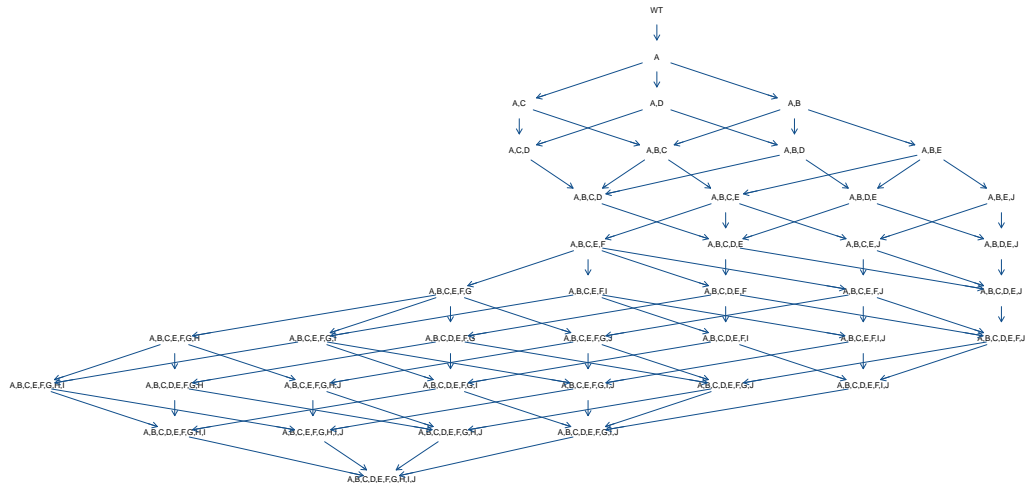 WT
A
A,C
A,D
A,B
A,C,D
A,B,C
A,B,D
A,B,E
A,B,C,D
A,B,C,E
A,B,D,E
A,B,E,J
A,B,C,E,F
A,B,C,D,E
A,B,C,E,J
A,B,D,E,J
A,B,C,E,F,G
A,B,C,E,F,I
A,B,C,D,E,F
A,B,C,E,F,J
A,B,C,D,E,J
A,B,C,E,F,G,H
A,B,C,E,F,G,I
A,B,C,D,E,F,G
A,B,C,E,F,G,J
A,B,C,D,E,F,I
A,B,C,E,F,I,J
A,B,C,D,E,F,J
A,B,C,E,F,G,H,I
A,B,C,D,E,F,G,H
A,B,C,E,F,G,H,J
A,B,C,D,E,F,G,I
A,B,C,E,F,G,I,J
A,B,C,D,E,F,G,J
A,B,C,D,E,F,I,J
A,B,C,D,E,F,G,H,I
A,B,C,E,F,G,H,I,J
A,B,C,D,E,F,G,H,J
A,B,C,D,E,F,G,I,J
A,B,C,D,E,F,G,H,I,J